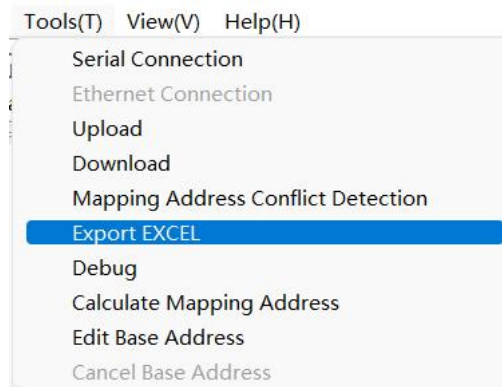 Tools(T) View(V) Help(H)
Serial Connection
Ethernet Connection
Upload
Download
Mapping Address Conflict Detection
Export EXCEL
Debug
Calculate Mapping Address
Edit Base Address
Cancel Base Address